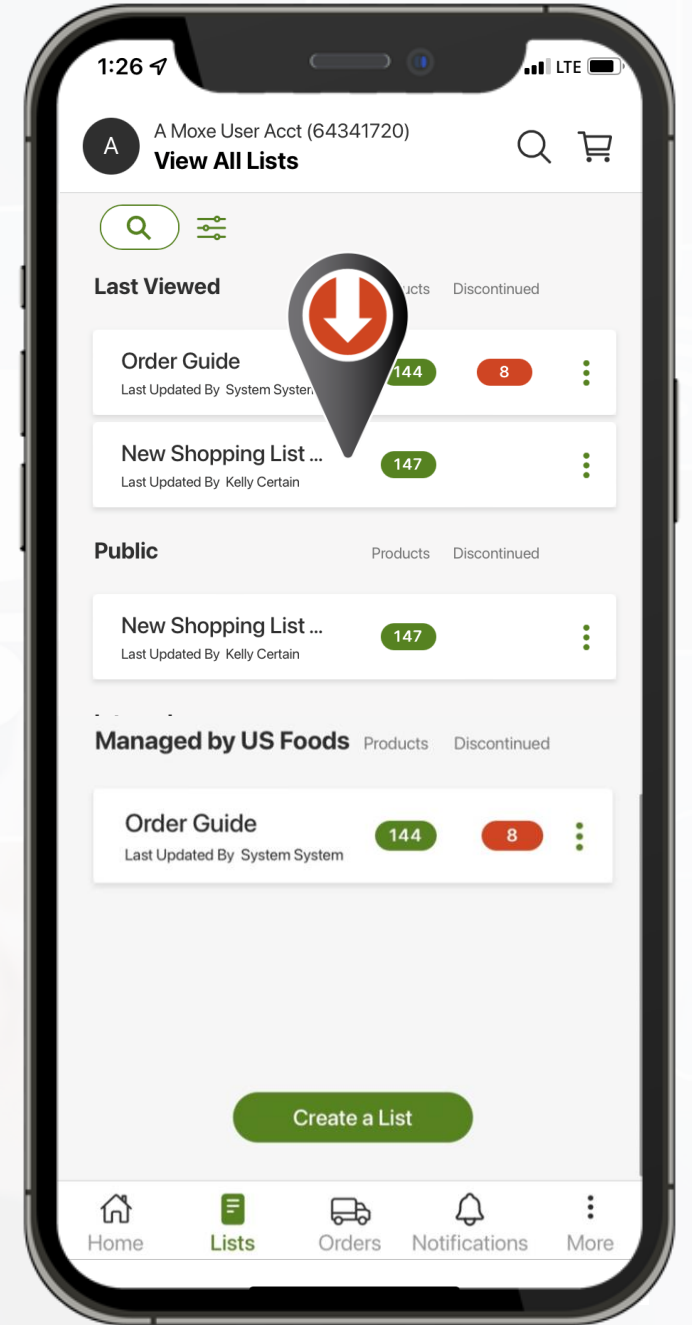 1:26
LTE
A
A Moxe User Acct (64341720)
View All Lists
Last Viewed Discontinued
Order Guide 144 8
Last Updated By System
New Shopping List ... 147
Last Updated By Kelly Certain
Public Products Discontinued
New Shopping List ... 147
Last Updated By Kelly Certain
Managed by US Foods Products Discontinued
Order Guide 144 8
Last Updated By System System
Create a List
Home Lists Orders Notifications More